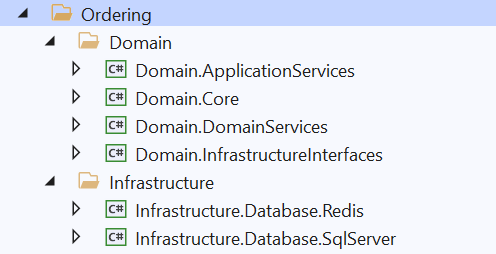 Ordering
Domain
C# Domain.ApplicationServices
C# Domain.Core
C# Domain.DomainServices
C# Domain.InfrastructureInterfaces
Infrastructure
C# Infrastructure.Database.Redis
C# Infrastructure.Database.SqlServer